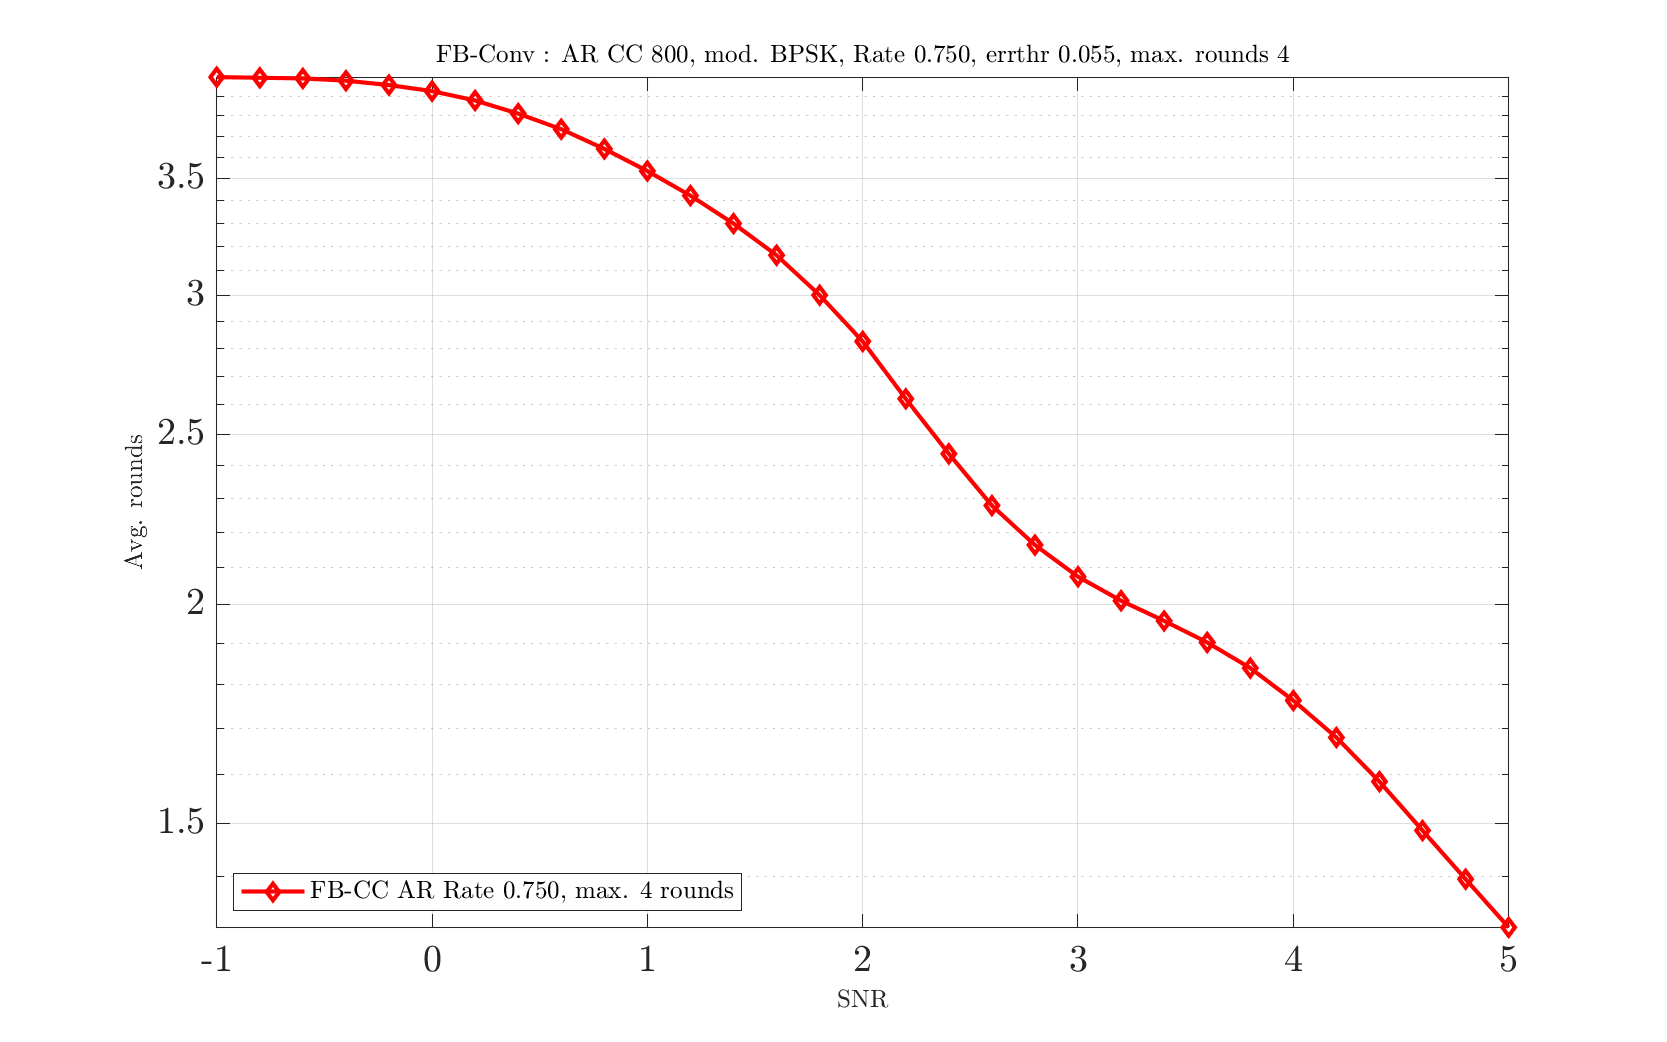 FB-Conv : AR CC 800, mod. BPSK, Rate 0.750, errthr 0.055, max. rounds 4
3.5
3
2.5
2
1.5
Avg. rounds
FB-CC AR Rate 0.750, max. 4 rounds
-1 0 1 2 3 4 5
SNR